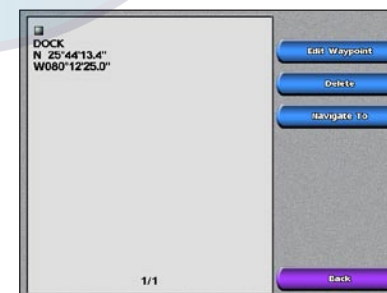 DOCK
N 25°44'13.4"
W080°12'25.0"
Edit Waypoint
Delete
Navigate To
1/1
Back